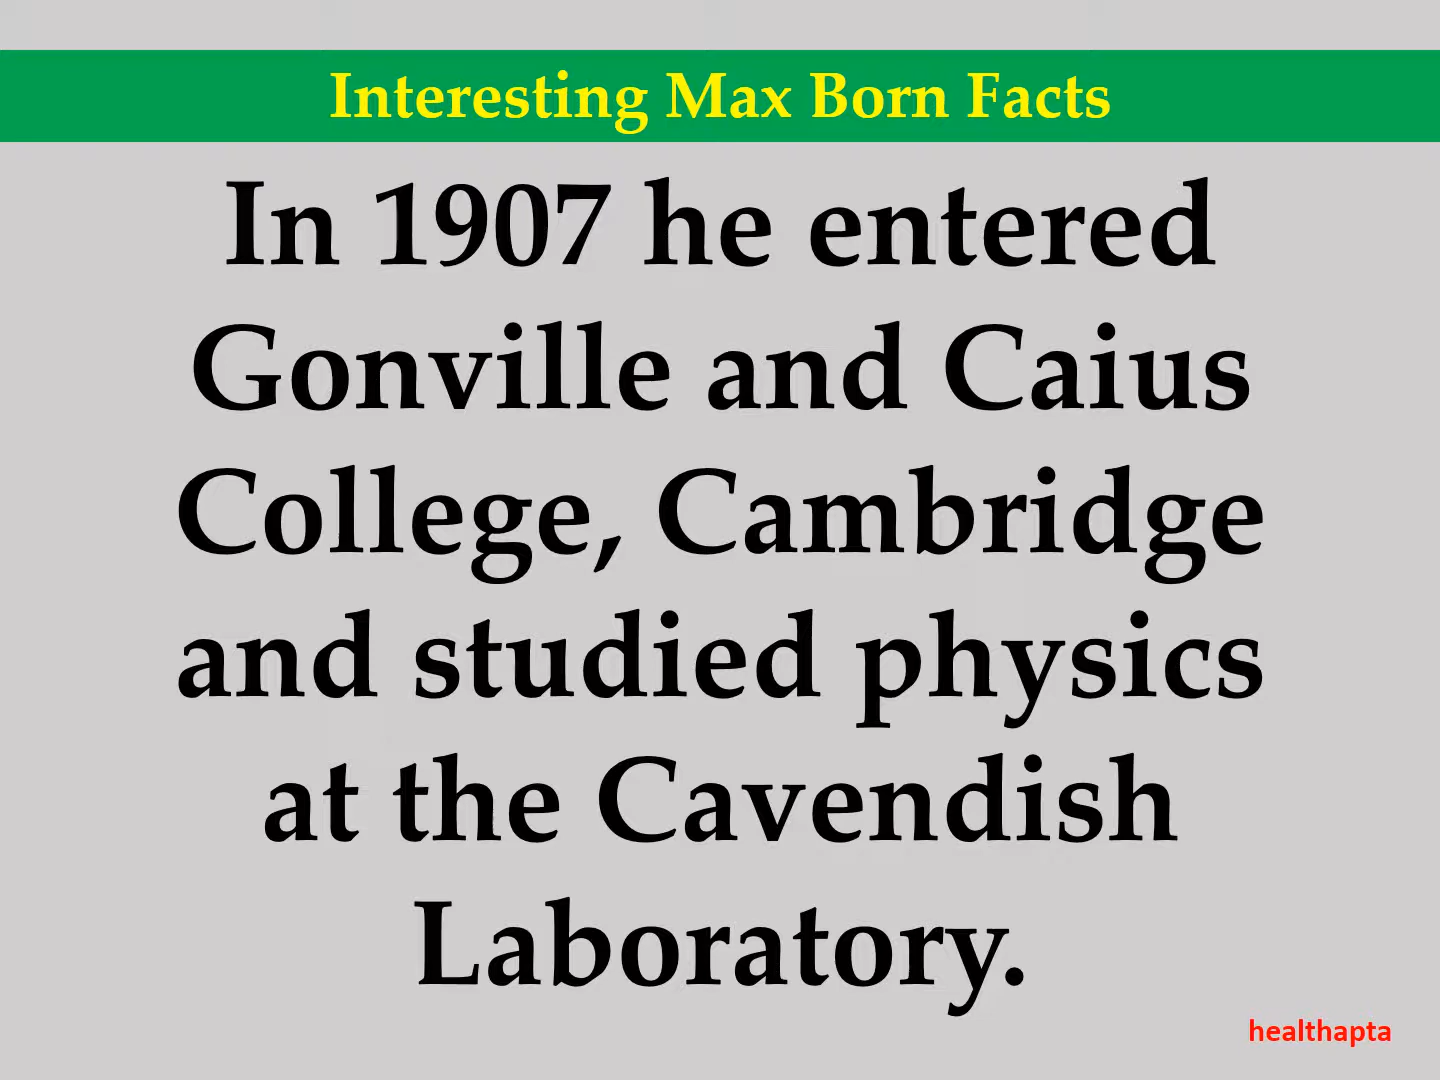 Interesting Max Born Facts
In 1907 he entered
Gonville and Caius
College, Cambridge
and studied physics
at the Cavendish
Laboratory.
healthapta